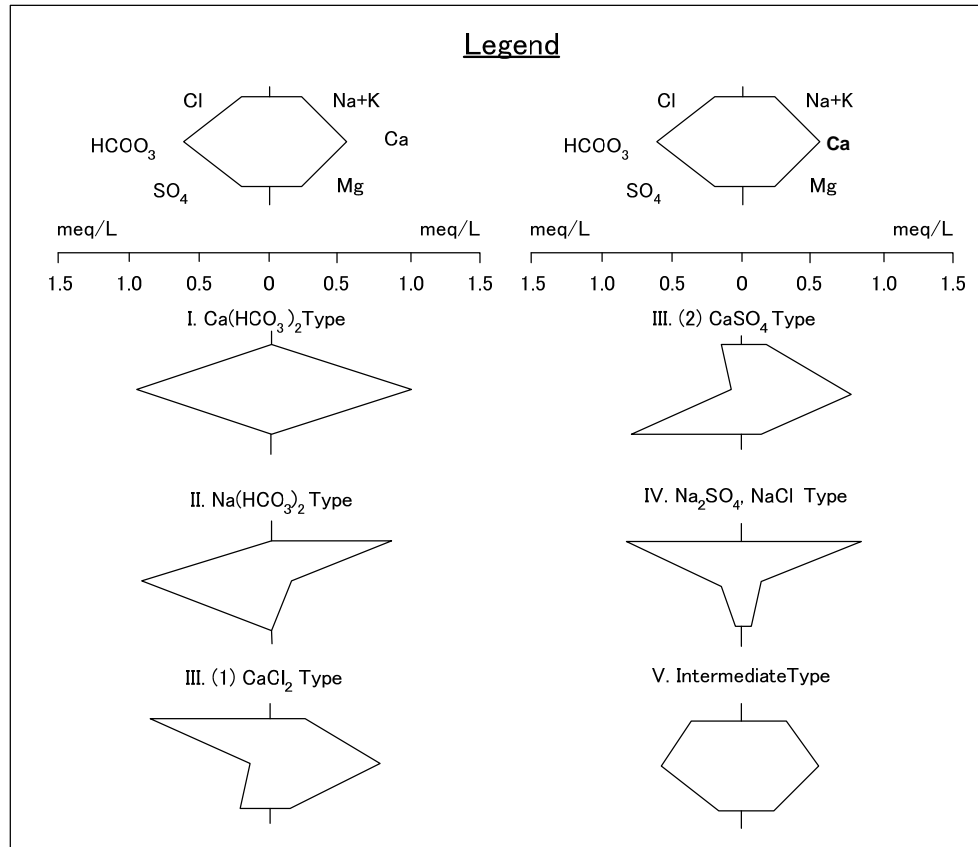 Legend
Cl Na+K
HCOO₃ Ca
SO₄ Mg
meq/L meq/L
1.5 1.0 0.5 0 0.5 1.0 1.5
I. Ca(HCO₃)₂Type
II. Na(HCO₃)₂ Type
III. (1) CaCl₂ Type
Cl Na+K
HCOO₃ Ca
SO₄ Mg
meq/L meq/L
1.5 1.0 0.5 0 0.5 1.0 1.5
III. (2) CaSO₄ Type
IV. Na₂SO₄, NaCl Type
V. IntermediateType